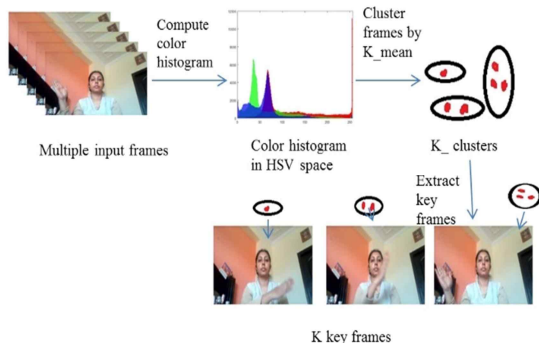 Compute
color
histogram
Cluster
frames by
K_mean
Multiple input frames
Color histogram
in HSV space
K_ clusters
Extract
key
frames
K key frames